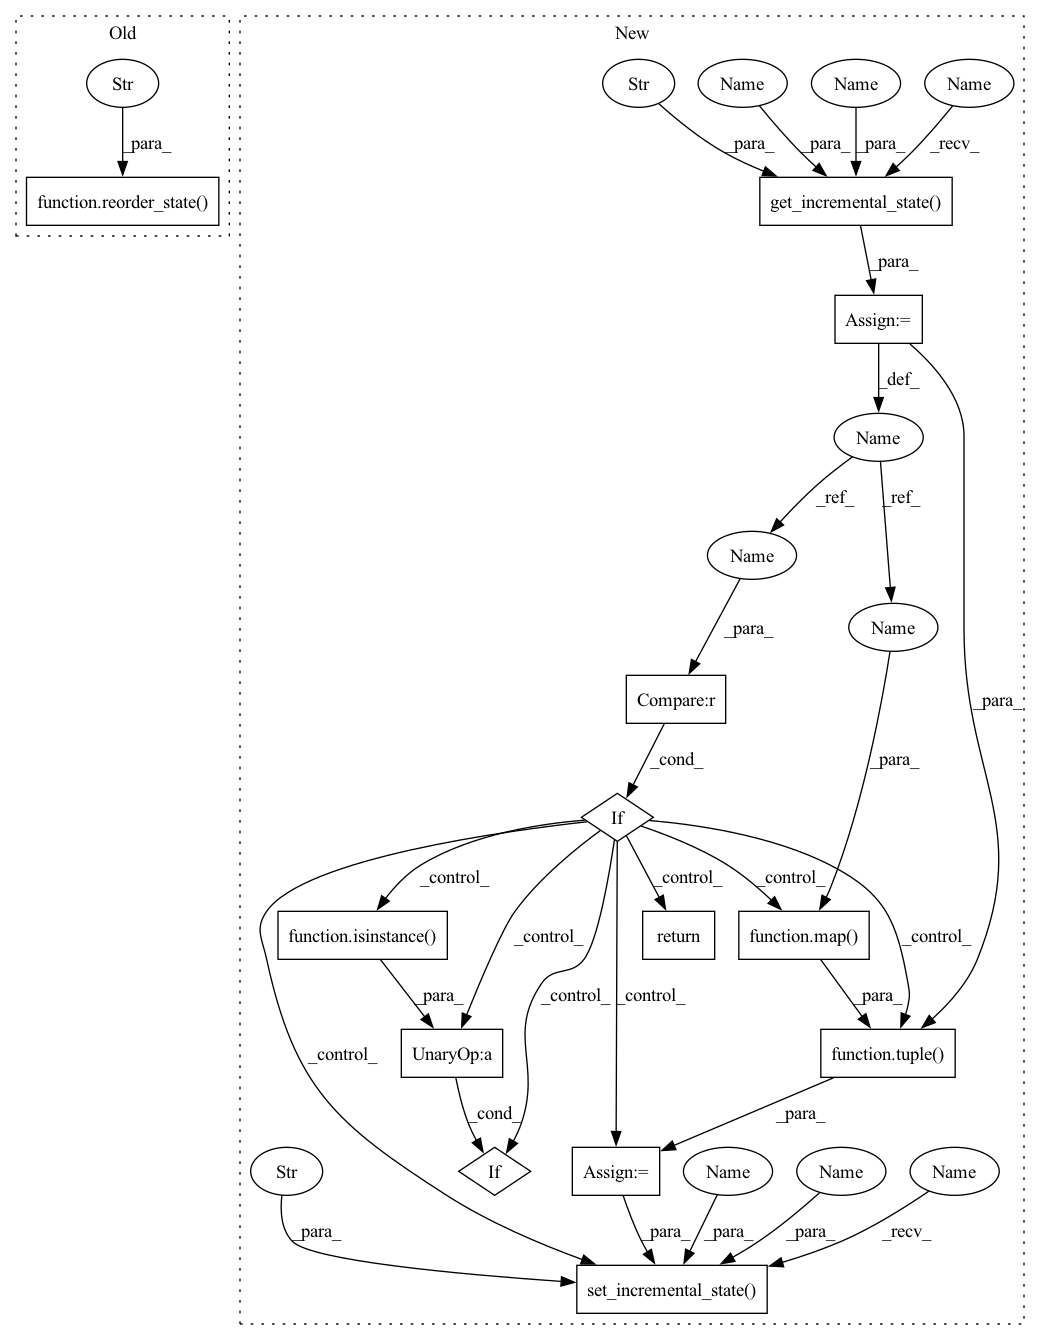 Old
New
Str
Str
Name
Name
Name
_para_
_para_
_para_
_para_
_recv_
function.reorder_state()
get_incremental_state()
_para_
Assign:=
_def_
Name
_ref_
_ref_
Name
Name
_para_
Compare:r
_para_
_cond_
_para_
If
_control_
_control_
_control_
function.isinstance()
_control_
return
function.map()
_control_
_para_
_control_
_control_
_para_
_control_
UnaryOp:a
function.tuple()
_cond_
_para_
Str
If
Assign:=
Name
Name
Name
_para_
_para_
_para_
_para_
_recv_
set_incremental_state()